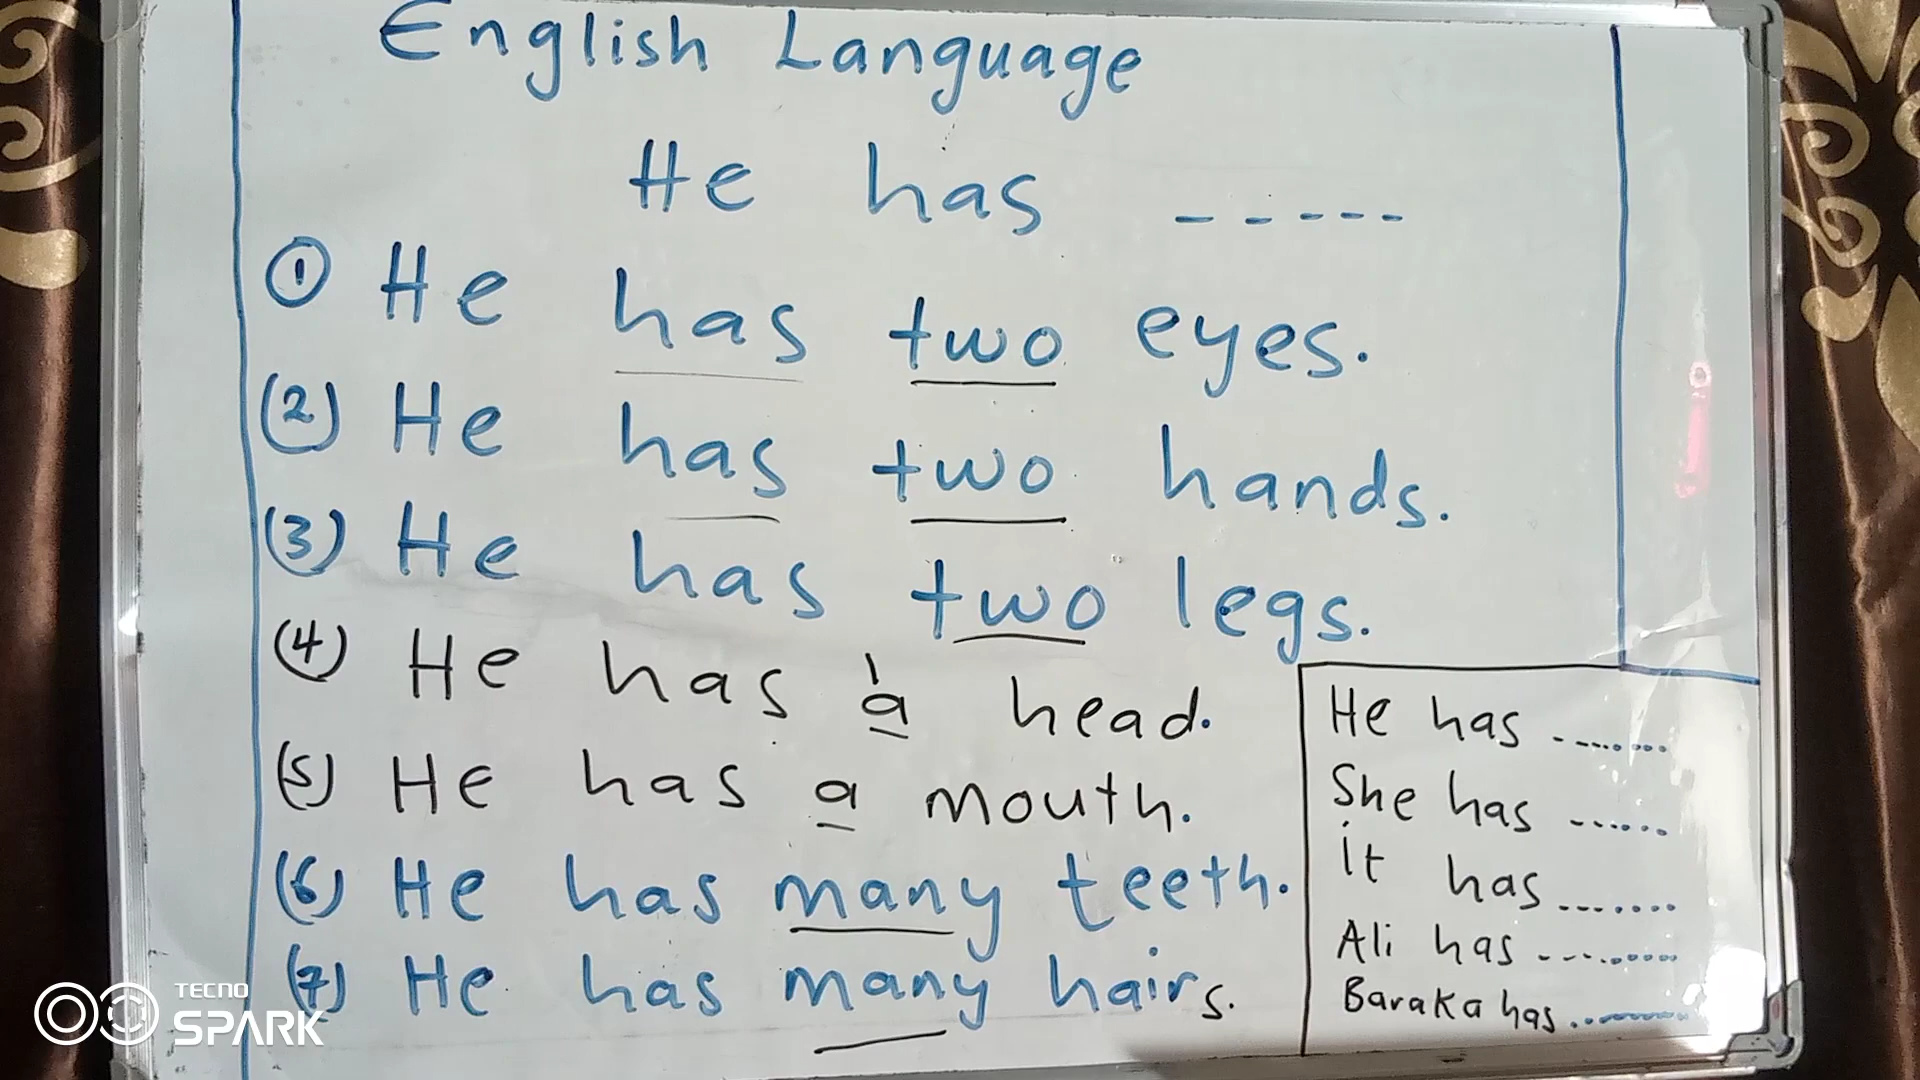 English Language
He has -----
① He has two eyes.
(2) He has two hands.
(3) He has two legs.
(4) He has a head.
(5) He has a mouth.
(6) He has many teeth.
(7) He has many hairs.
He has ........
She has ......
it has .......
Ali has .........
Baraka has .........
TECNO
SPARK